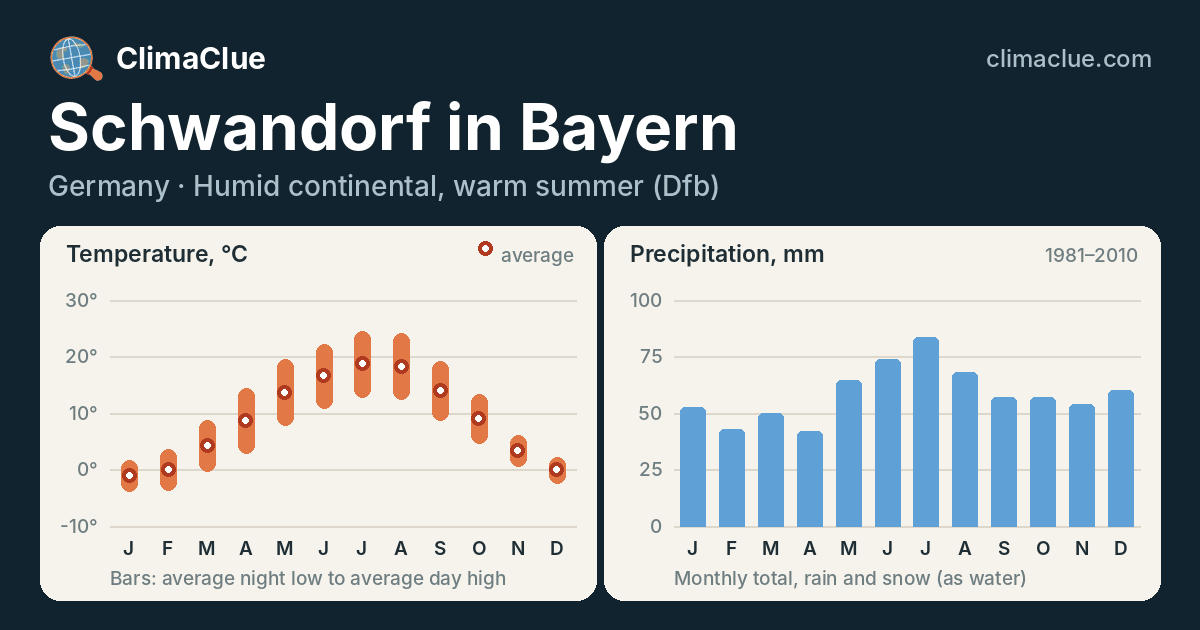 ClimaClue
climaclue.com
Schwandorf in Bayern
Germany · Humid continental, warm summer (Dfb)
Temperature, °C
average
30°
20°
10°
0°
-10°
J F M A M J J A S O N D
Bars: average night low to average day high
Precipitation, mm
1981–2010
100
75
50
25
0
J F M A M J J A S O N D
Monthly total, rain and snow (as water)